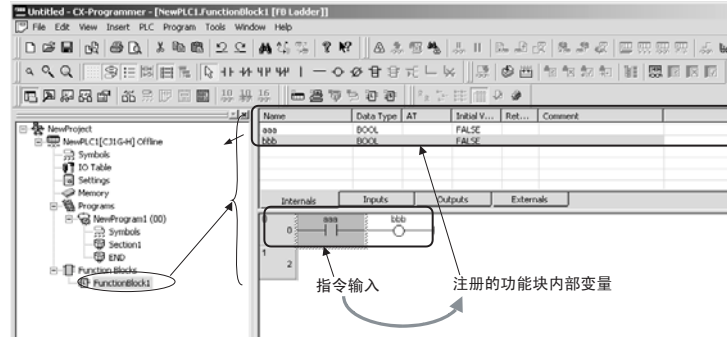 Untitled - CX-Programmer - [NewPLC1.FunctionBlock1 [FB Ladder]]
File Edit View Insert PLC Program Tools Window Help
10 16
Name Data Type AT Initial V... Ret... Comment
aaa BOOL FALSE
bbb BOOL FALSE
Internals Inputs Outputs Externals
NewProject
NewPLC1[CJ1G-H] Offline
Symbols
IO Table
Settings
Memory
Programs
NewProgram1 (00)
Symbols
Section1
END
Function Blocks
FunctionBlock1
0
0
aaa bbb
1
2
指令输入
注册的功能块内部变量